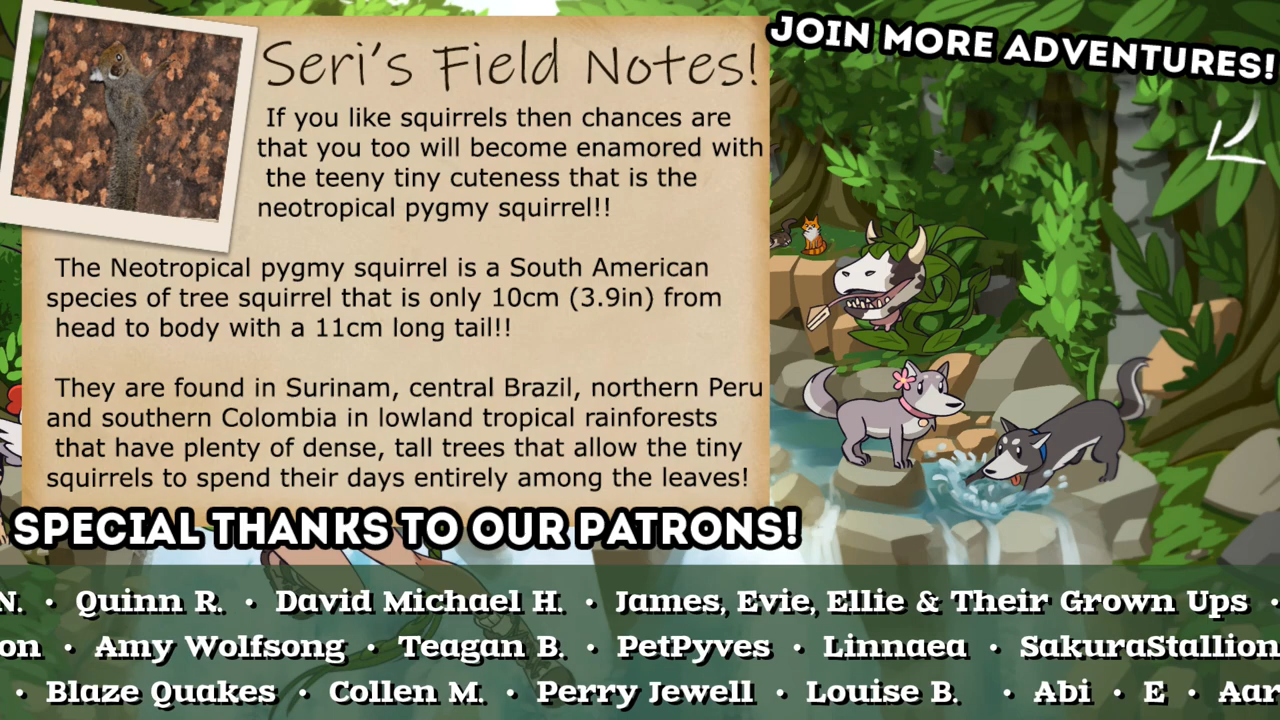 Seri's Field Notes!
JOIN MORE ADVENTURES!
If you like squirrels then chances are
that you too will become enamored with
the teeny tiny cuteness that is the
neotropical pygmy squirrel!!
The Neotropical pygmy squirrel is a South American
species of tree squirrel that is only 10cm (3.9in) from
head to body with a 11cm long tail!!
They are found in Surinam, central Brazil, northern Peru
and southern Colombia in lowland tropical rainforests
that have plenty of dense, tall trees that allow the tiny
squirrels to spend their days entirely among the leaves!
SPECIAL THANKS TO OUR PATRONS!
N. • Quinn R. • David Michael H. • James, Evie, Ellie & Their Grown Ups •
on • Amy Wolfsong • Teagan B. • PetPyves • Linnaea • SakuraStallion
• Blaze Quakes • Collen M. • Perry Jewell • Louise B. • Abi • E • Aar